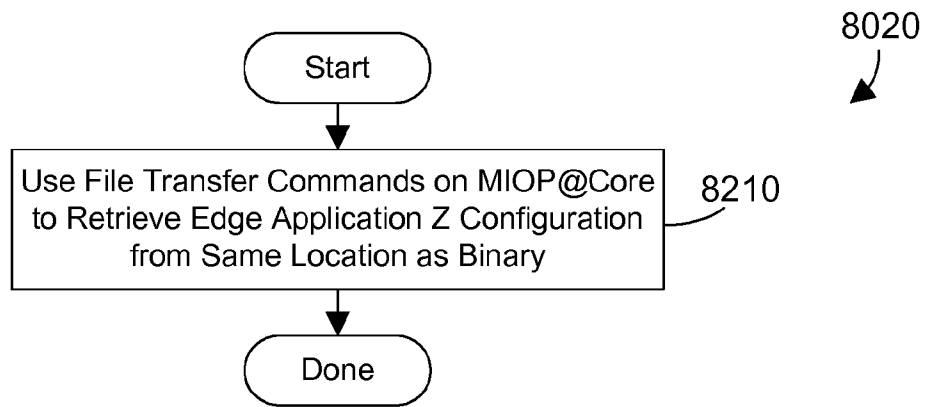 8020
Start
Use File Transfer Commands on MIOP@Core
to Retrieve Edge Application Z Configuration
from Same Location as Binary
8210
Done